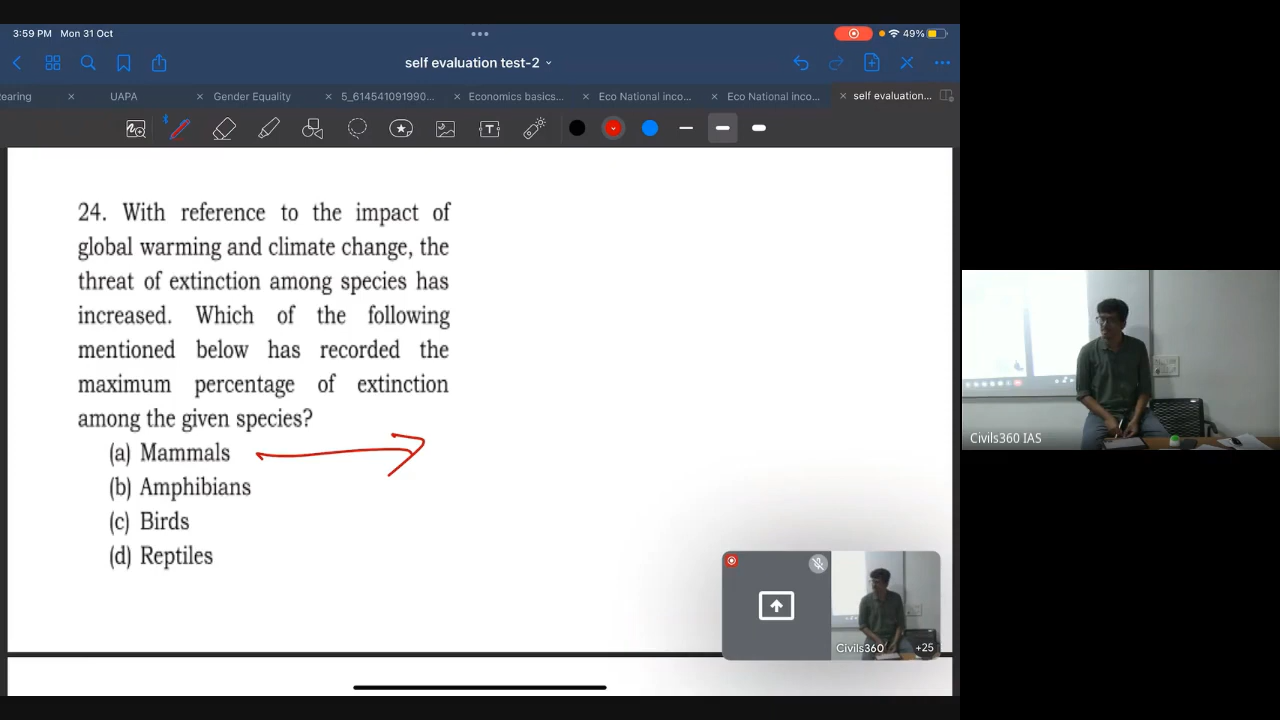 3:59 PM Mon 31 Oct
49%
self evaluation test-2
earing
UAPA
Gender Equality
5_614541091990...
Economics basics...
Eco National inco...
Eco National inco...
self evaluation...
24. With reference to the impact of
global warming and climate change, the
threat of extinction among species has
increased. Which of the following
mentioned below has recorded the
maximum percentage of extinction
among the given species?
(a) Mammals
(b) Amphibians
(c) Birds
(d) Reptiles
Civils360
+25
Civils360 IAS